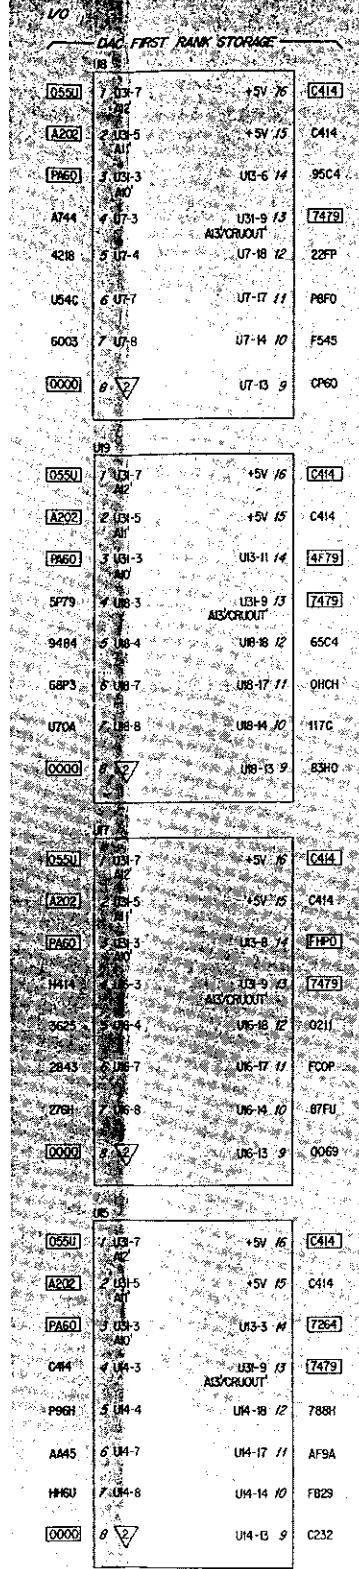 I/O
DAC FIRST RANK STORAGE
U8
055U 1 U31-7 +5V 16 C414
A12'
A202 2 U31-5 +5V 15 C414
A11'
PA60 3 U31-3 U13-6 14 95C4
A10'
A744 4 U7-3 U31-9 13 7479
A13/CRUOUT'
4218 5 U7-4 U7-18 12 22FP
U54C 6 U7-7 U7-17 11 P8F0
6003 7 U7-8 U7-14 10 F545
0000 8 2 U7-13 9 CP60
U19
055U 1 U31-7 +5V 16 C414
A12'
A202 2 U31-5 +5V 15 C414
A11'
PA60 3 U31-3 U13-11 14 4F79
A10'
5P79 4 U18-3 U31-9 13 7479
A13/CRUOUT'
9484 5 U18-4 U18-18 12 65C4
68P3 6 U18-7 U18-17 11 0HCH
U70A 7 U18-8 U18-14 10 117C
0000 8 2 U18-13 9 83H0
U17
055U 1 U31-7 +5V 16 C414
A12'
A202 2 U31-5 +5V 15 C414
A11'
PA60 3 U31-3 U13-8 14 FHP0
A10'
H414 4 U16-3 U31-9 13 7479
A13/CRUOUT'
3625 5 U16-4 U16-18 12 0211
2843 6 U16-7 U16-17 11 FC0P
276H 7 U16-8 U16-14 10 87FU
0000 8 2 U16-13 9 0069
U15
055U 1 U31-7 +5V 16 C414
A12'
A202 2 U31-5 +5V 15 C414
A11'
PA60 3 U31-3 U13-3 14 7264
A10'
C414 4 U14-3 U31-9 13 7479
A13/CRUOUT'
P96H 5 U14-4 U14-18 12 788H
AA45 6 U14-7 U14-17 11 AF9A
HH6U 7 U14-8 U14-14 10 F829
0000 8 2 U14-13 9 C232